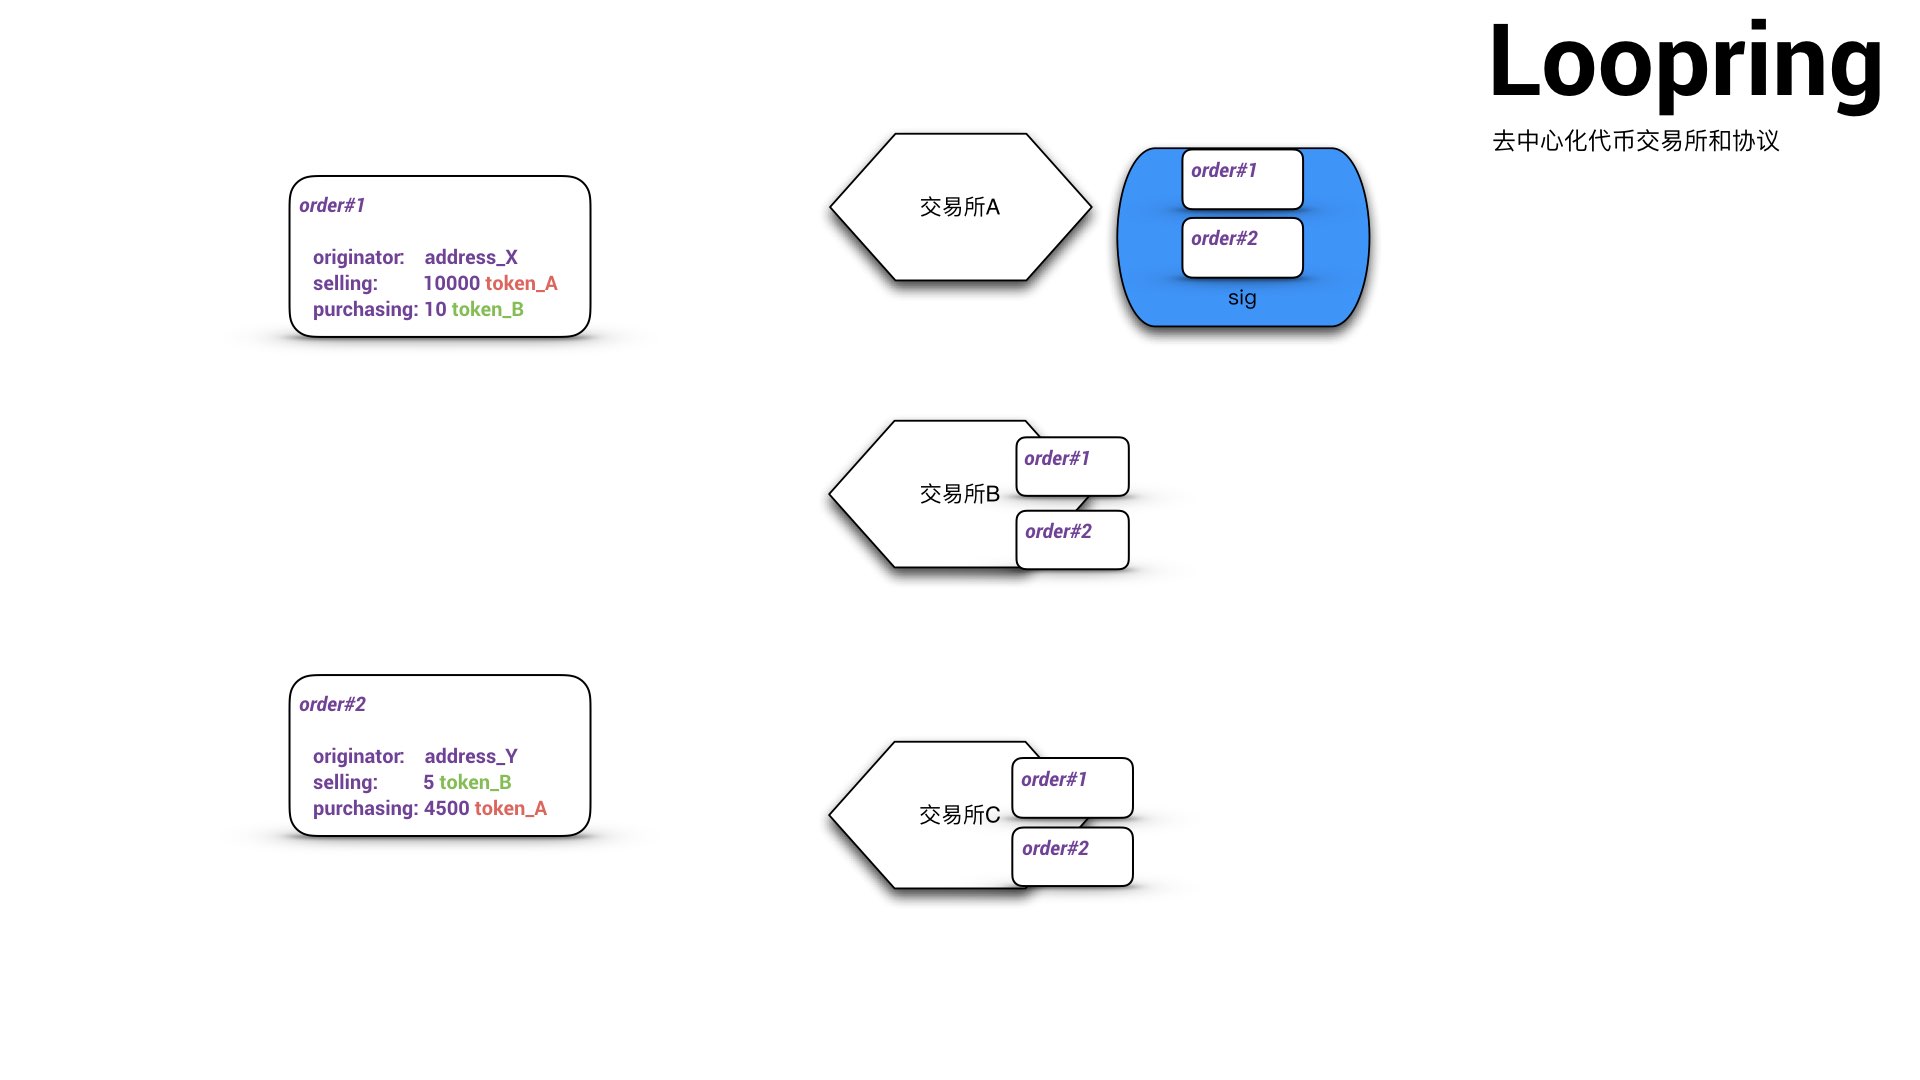 Loopring
去中心化代币交易所和协议
order#1
originator: address_X
selling: 10000 token_A
purchasing: 10 token_B
交易所A
order#1
order#2
sig
交易所B
order#1
order#2
order#2
originator: address_Y
selling: 5 token_B
purchasing: 4500 token_A
交易所C
order#1
order#2